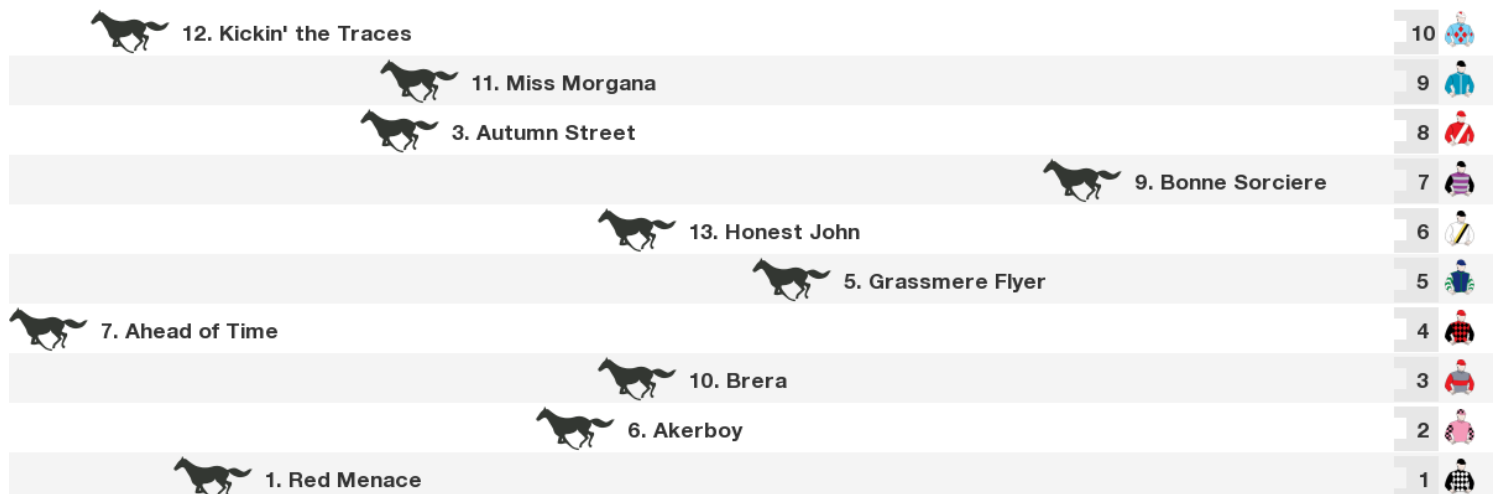 12. Kickin' the Traces 10
11. Miss Morgana 9
3. Autumn Street 8
9. Bonne Sorciere 7
13. Honest John 6
5. Grassmere Flyer 5
7. Ahead of Time 4
10. Brera 3
6. Akerboy 2
1. Red Menace 1